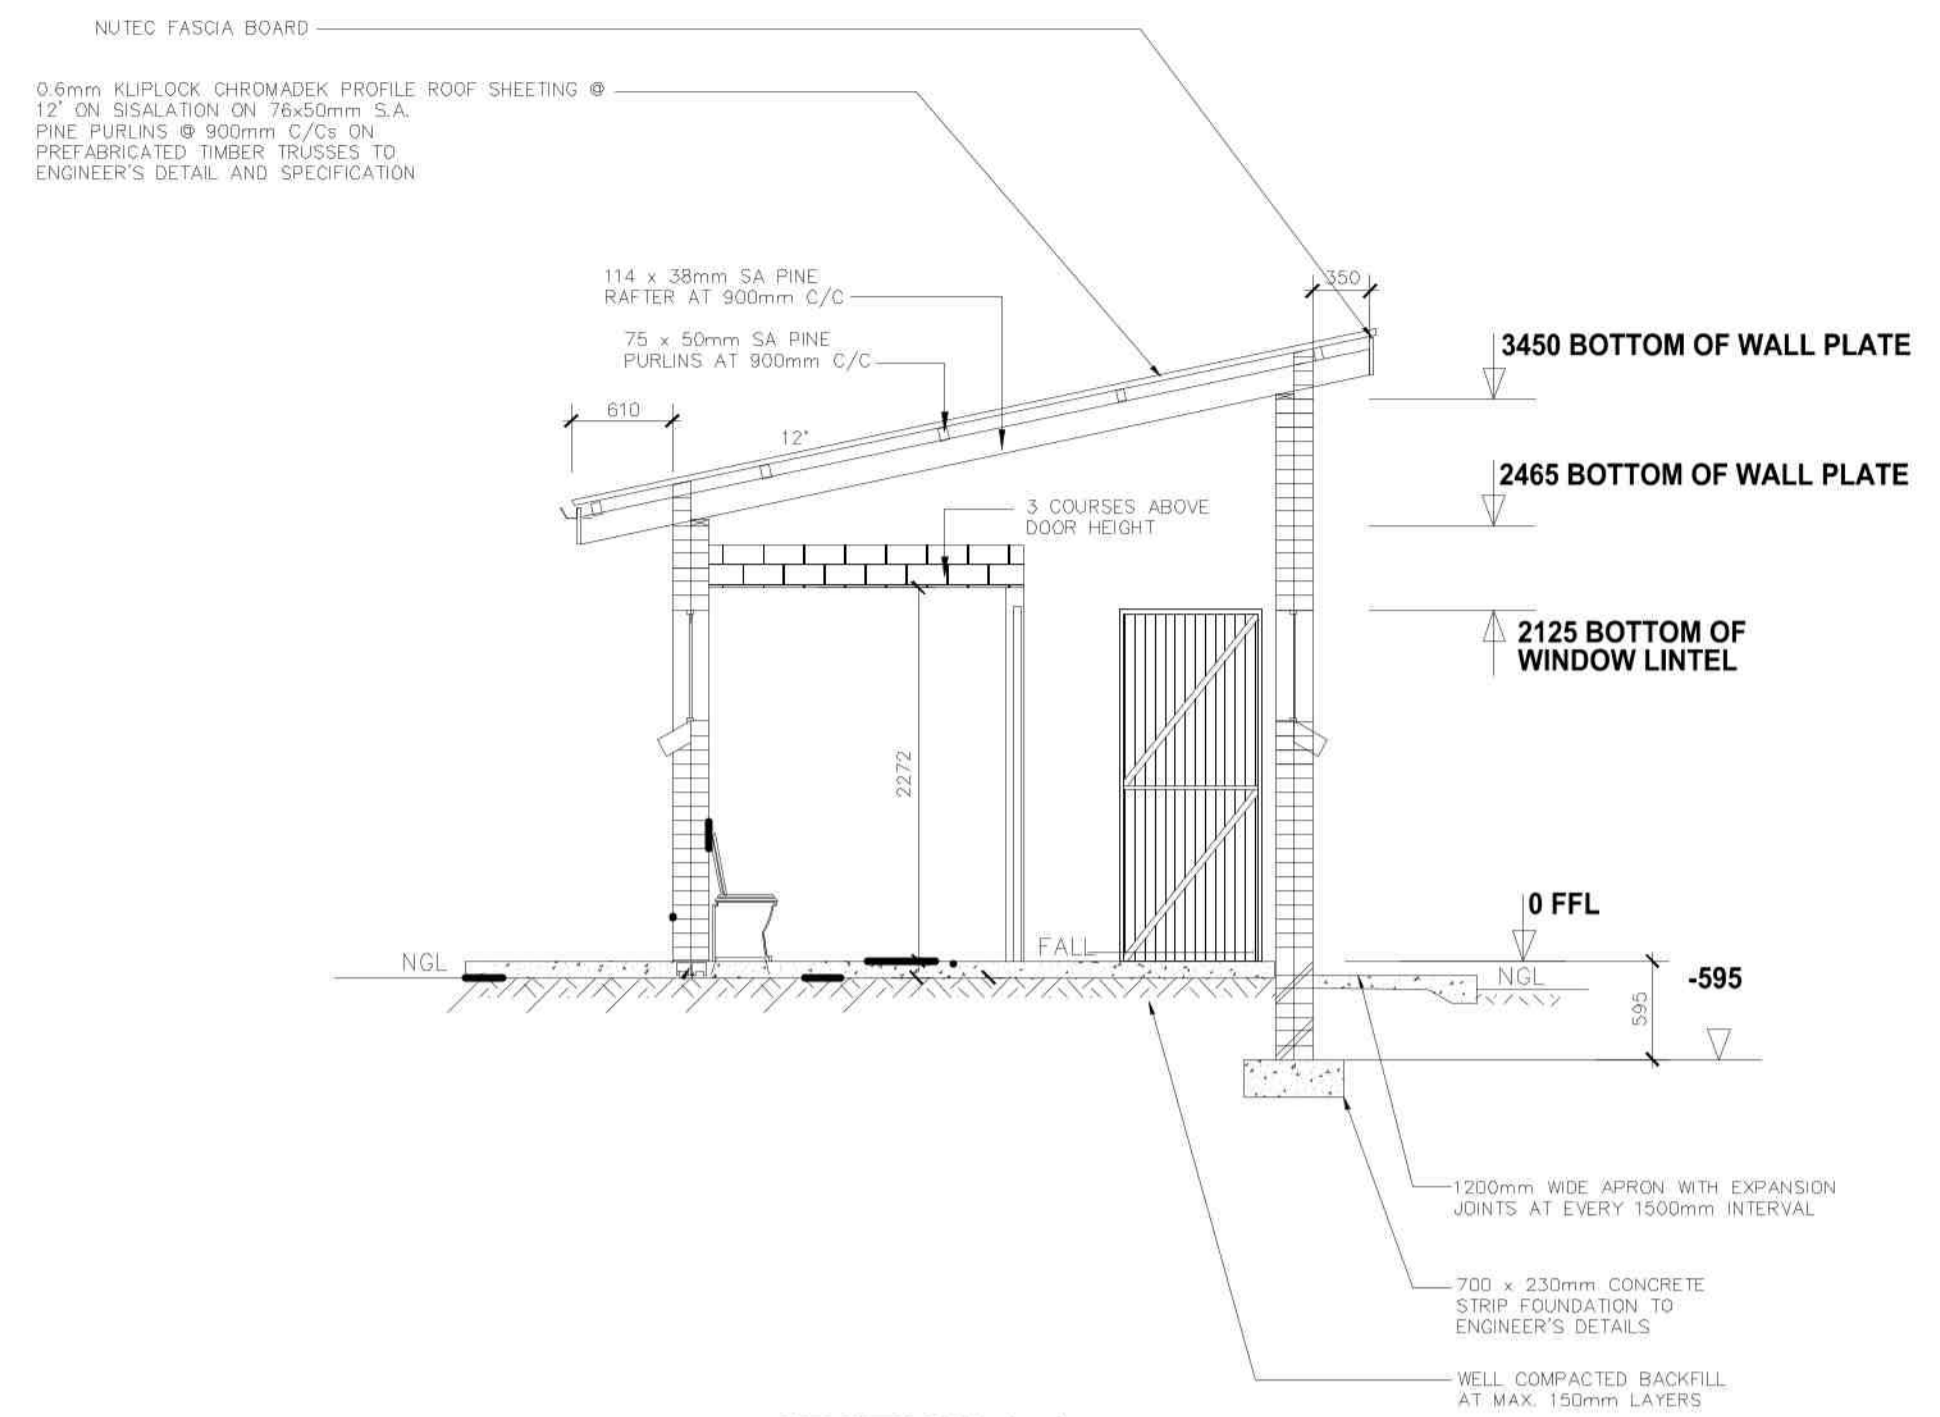 NUTEC FASCIA BOARD
0.6mm KLIPLOCK CHROMADEK PROFILE ROOF SHEETING @
12° ON SISALATION ON 76x50mm S.A.
PINE PURLINS @ 900mm C/Cs ON
PREFABRICATED TIMBER TRUSSES TO
ENGINEER'S DETAIL AND SPECIFICATION
114 x 38mm SA PINE
RAFTER AT 900mm C/C
75 x 50mm SA PINE
PURLINS AT 900mm C/C
350
3450 BOTTOM OF WALL PLATE
610
12°
2465 BOTTOM OF WALL PLATE
3 COURSES ABOVE
DOOR HEIGHT
2125 BOTTOM OF
WINDOW LINTEL
2272
0 FFL
FALL
NGL
NGL
-595
595
1200mm WIDE APRON WITH EXPANSION
JOINTS AT EVERY 1500mm INTERVAL
700 x 230mm CONCRETE
STRIP FOUNDATION TO
ENGINEER'S DETAILS
WELL COMPACTED BACKFILL
AT MAX. 150mm LAYERS